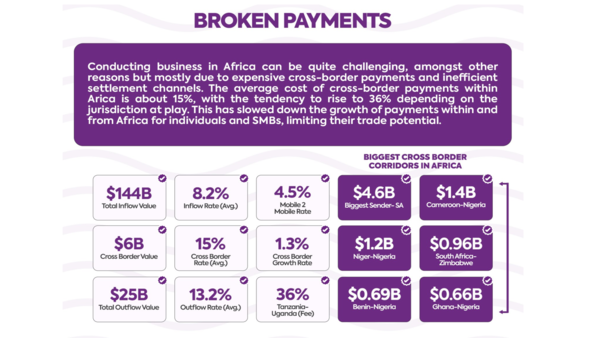 BROKEN PAYMENTS
Conducting business in Africa can be quite challenging, amongst other
reasons but mostly due to expensive cross-border payments and inefficient
settlement channels. The average cost of cross-border payments within
Arica is about 15%, with the tendency to rise to 36% depending on the
jurisdiction at play. This has slowed down the growth of payments within and
from Africa for individuals and SMBs, limiting their trade potential.
BIGGEST CROSS BORDER
CORRIDORS IN AFRICA
$144B
Total Inflow Value
8.2%
Inflow Rate (Avg.)
4.5%
Mobile 2
Mobile Rate
$4.6B
Biggest Sender- SA
$1.4B
Cameroon-Nigeria
$6B
Cross Border Value
15%
Cross Border
Rate (Avg.)
1.3%
Cross Border
Growth Rate
$1.2B
Niger-Nigeria
$0.96B
South Africa-
Zimbabwe
$25B
Total Outflow Value
13.2%
Outflow Rate (Avg.)
36%
Tanzania-
Uganda (Fee)
$0.69B
Benin-Nigeria
$0.66B
Ghana-Nigeria